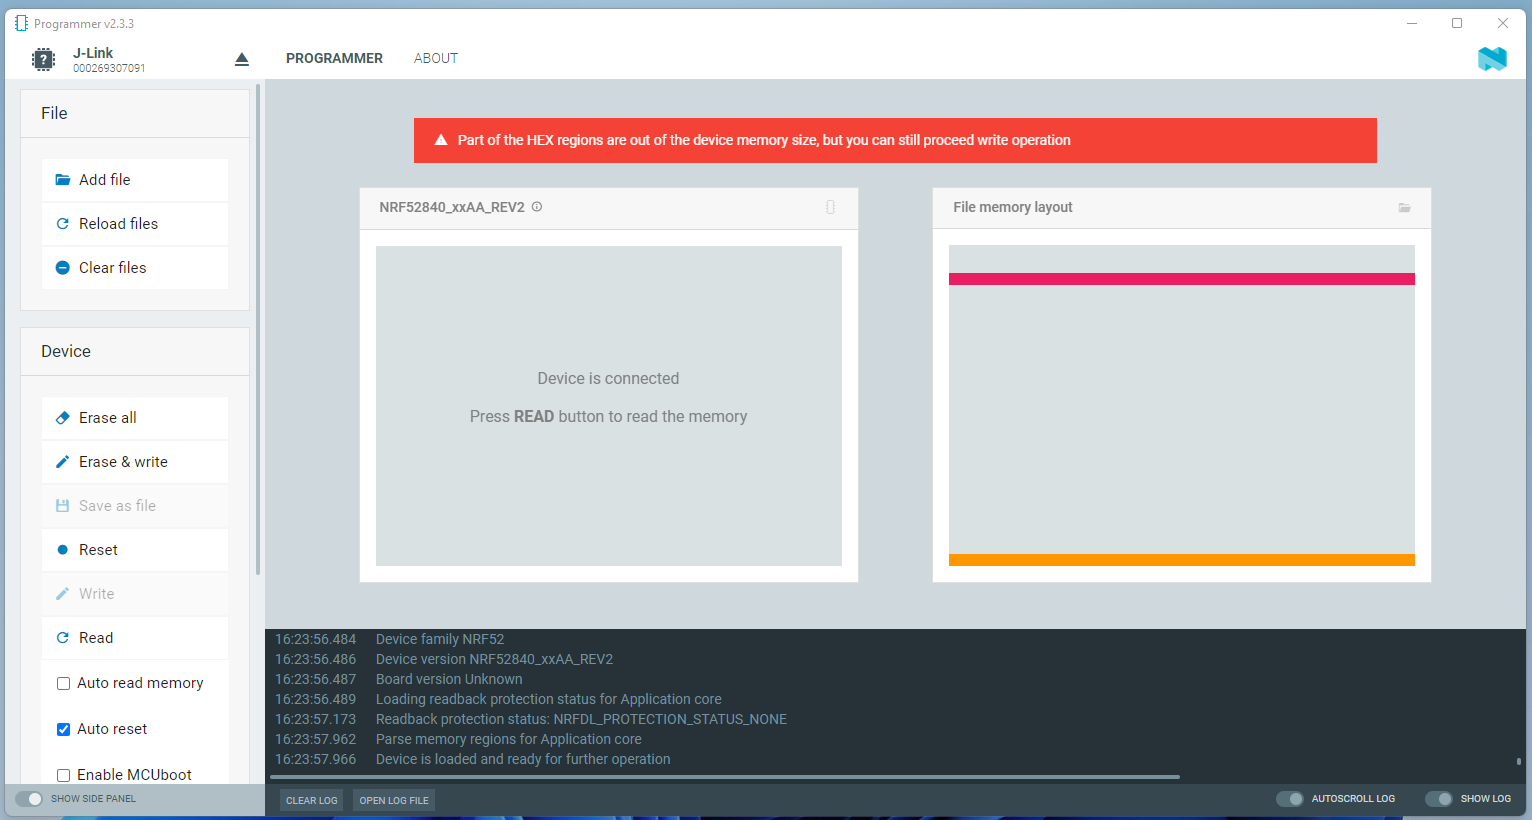 Programmer v2.3.3
J-Link
000269307091
PROGRAMMER
ABOUT
File
Add file
Reload files
Clear files
Device
Erase all
Erase & write
Save as file
Reset
Write
Read
Auto read memory
Auto reset
Enable MCUboot
SHOW SIDE PANEL
Part of the HEX regions are out of the device memory size, but you can still proceed write operation
NRF52840_xxAA_REV2
Device is connected
Press READ button to read the memory
File memory layout
16:23:56.484 Device family NRF52
16:23:56.486 Device version NRF52840_xxAA_REV2
16:23:56.487 Board version Unknown
16:23:56.489 Loading readback protection status for Application core
16:23:57.173 Readback protection status: NRFDL_PROTECTION_STATUS_NONE
16:23:57.962 Parse memory regions for Application core
16:23:57.966 Device is loaded and ready for further operation
CLEAR LOG
OPEN LOG FILE
AUTOSCROLL LOG
SHOW LOG